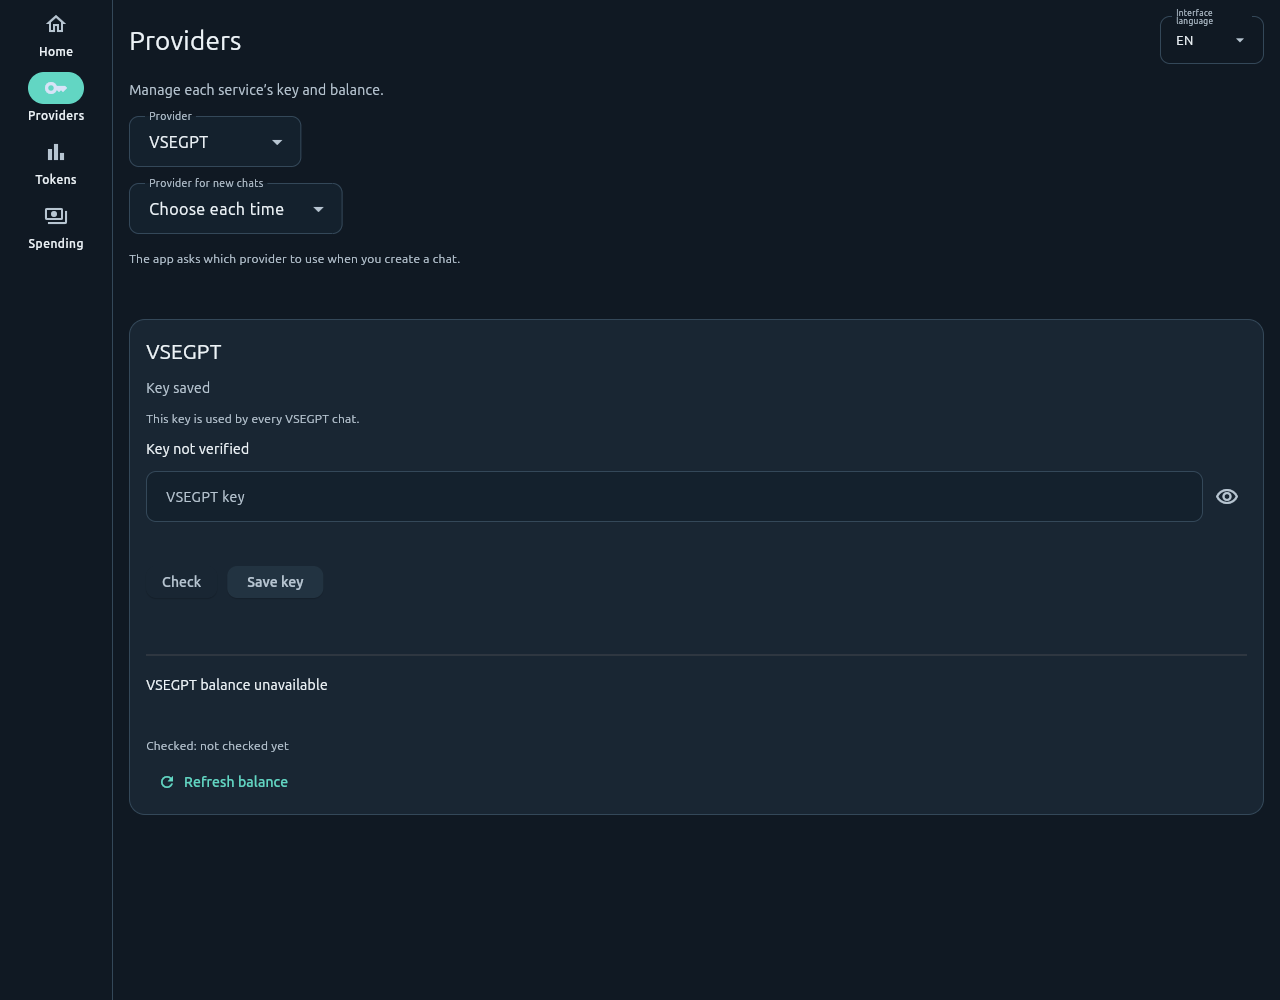 Home
Providers
Tokens
Spending
Providers
Interface
language
EN
Manage each service’s key and balance.
Provider
VSEGPT
Provider for new chats
Choose each time
The app asks which provider to use when you create a chat.
VSEGPT
Key saved
This key is used by every VSEGPT chat.
Key not verified
VSEGPT key
Check
Save key
VSEGPT balance unavailable
Checked: not checked yet
Refresh balance